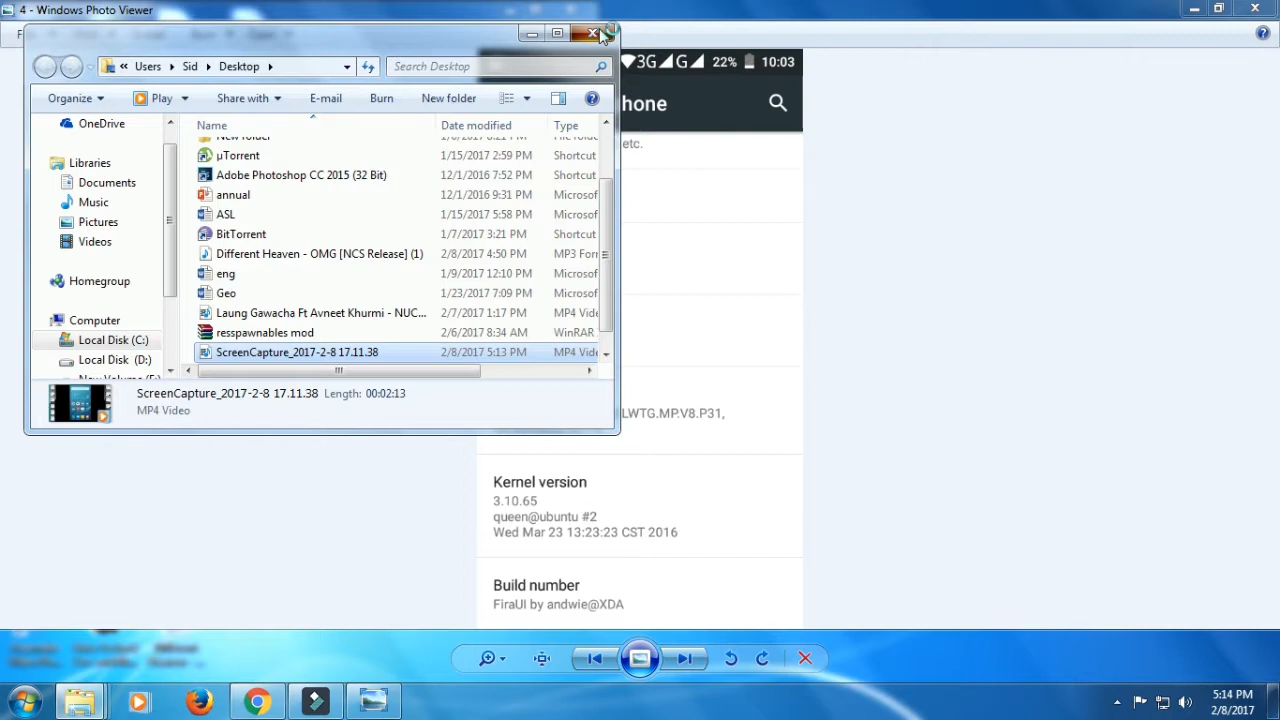 4 - Windows Photo Viewer
Users Sid Desktop
Search Desktop
Organize Play Share with E-mail Burn New folder
Name Date modified Type
OneDrive
Libraries
Documents
Music
Pictures
Videos
Homegroup
Computer
Local Disk (C:)
Local Disk (D:)
New folder
µTorrent 1/15/2017 2:59 PM Shortcut
Adobe Photoshop CC 2015 (32 Bit) 12/1/2016 7:52 PM Shortcut
annual 12/1/2016 9:31 PM Microsof
ASL 1/15/2017 5:58 PM Microsof
BitTorrent 1/7/2017 3:21 PM Shortcut
Different Heaven - OMG [NCS Release] (1) 2/8/2017 4:50 PM MP3 Forn
eng 1/9/2017 12:10 PM Microsof
Geo 1/23/2017 7:09 PM Microsof
Laung Gawacha Ft Avneet Khurmi - NUC... 2/7/2017 1:17 PM MP4 Vide
resspawnables mod 2/6/2017 8:34 AM WinRAR
ScreenCapture_2017-2-8 17.11.38 2/8/2017 5:13 PM MP4 Vide
ScreenCapture_2017-2-8 17.11.38 Length: 00:02:13
MP4 Video
3G G 22% 10:03
hone
etc.
LWTG.MP.V8.P31,
Kernel version
3.10.65
queen@ubuntu #2
Wed Mar 23 13:23:23 CST 2016
Build number
FiraUI by andwie@XDA
5:14 PM
2/8/2017